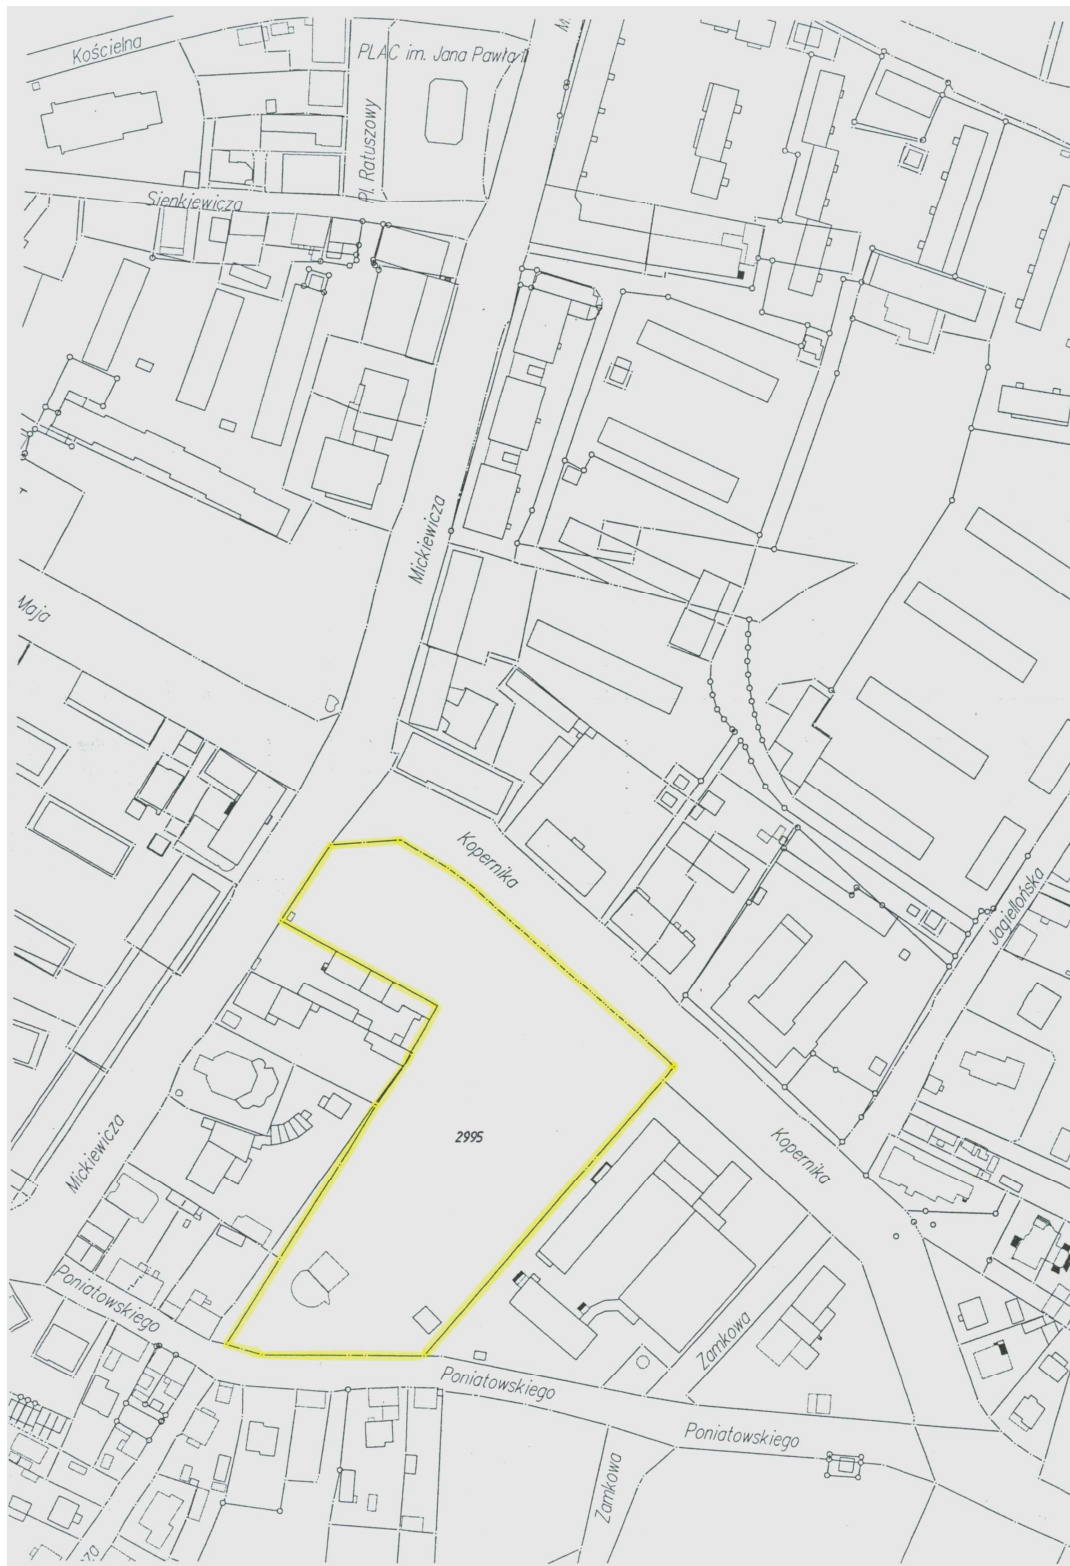 Kościelna
PLAC im. Jana Pawła II
M.
Pl. Ratuszowy
Sienkiewicza
Mickiewicza
Maja
Kopernika
Jagiellońska
2995
Mickiewicza
Kopernika
Poniatowskiego
Zamkowa
Poniatowskiego
Poniatowskiego
Zamkowa
za